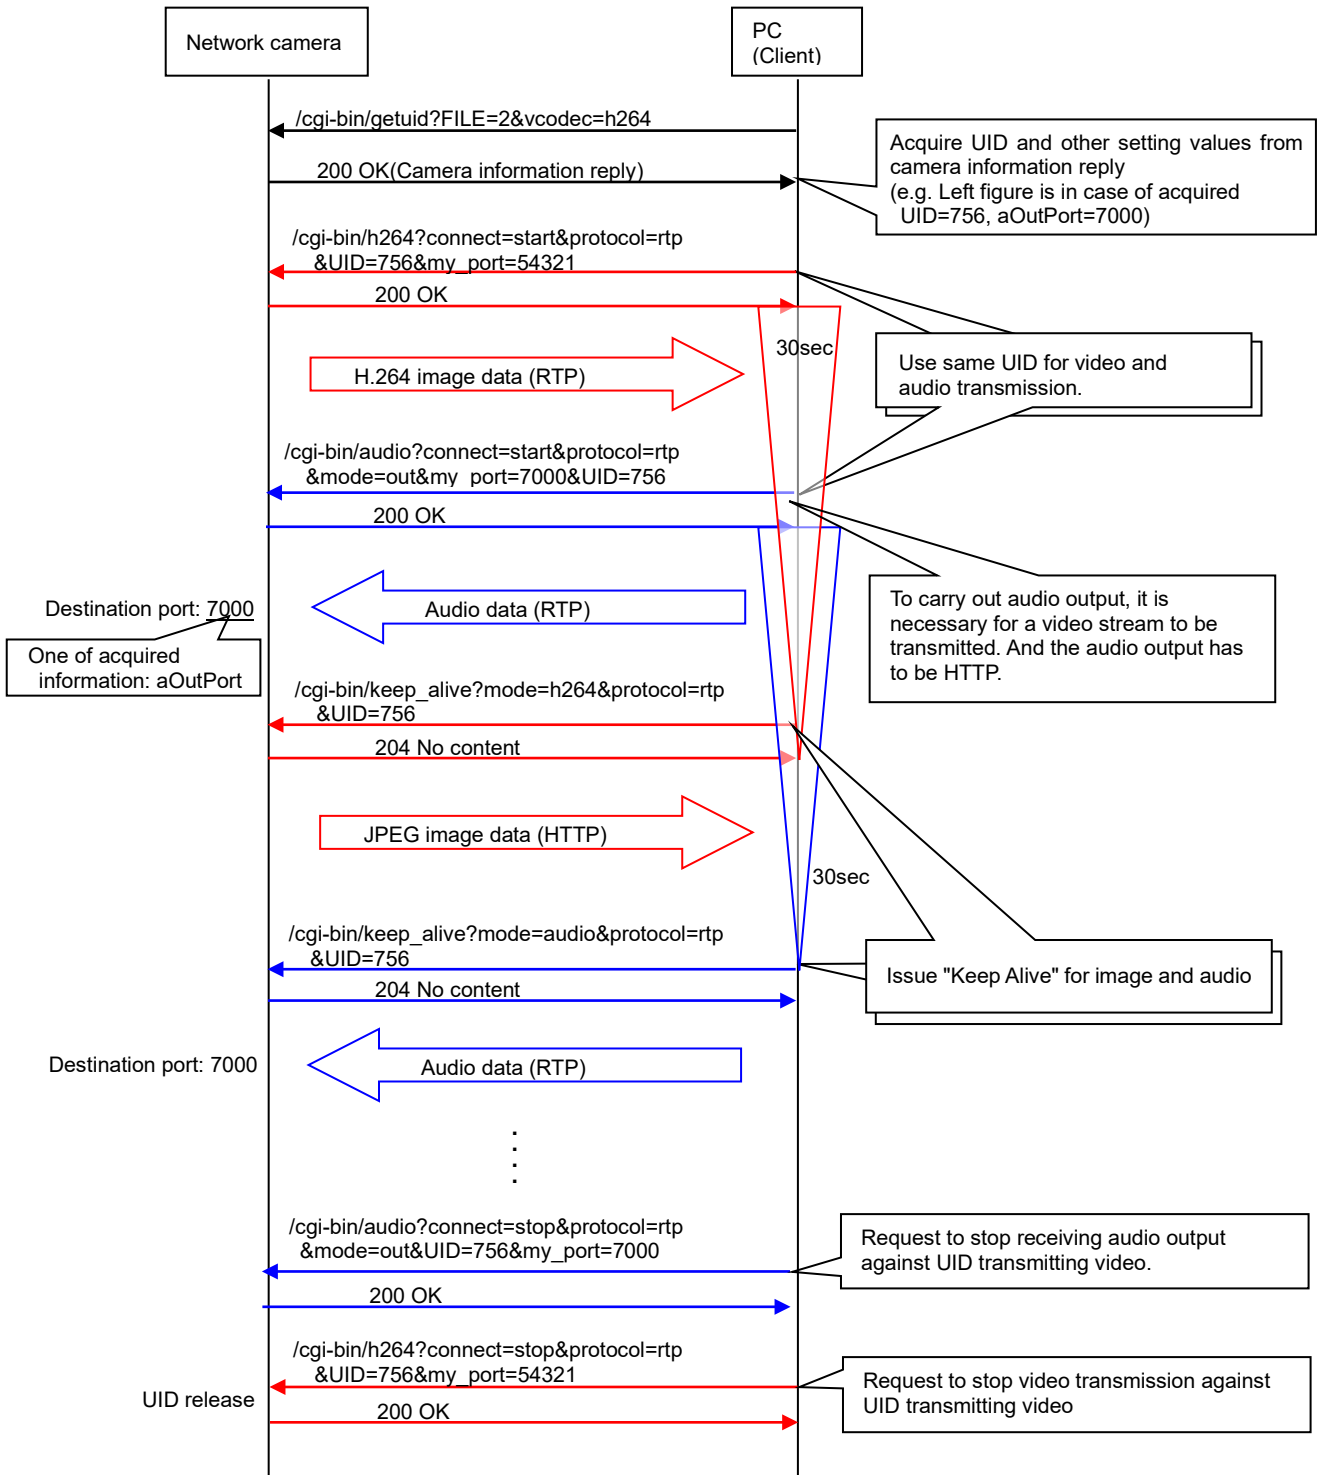 Network camera
PC
(Client)
/cgi-bin/getuid?FILE=2&vcodec=h264
200 OK(Camera information reply)
Acquire UID and other setting values from
camera information reply
(e.g. Left figure is in case of acquired
UID=756, aOutPort=7000)
/cgi-bin/h264?connect=start&protocol=rtp
&UID=756&my_port=54321
200 OK
30sec
H.264 image data (RTP)
Use same UID for video and
audio transmission.
/cgi-bin/audio?connect=start&protocol=rtp
&mode=out&my_port=7000&UID=756
200 OK
Destination port: 7000
Audio data (RTP)
To carry out audio output, it is
necessary for a video stream to be
transmitted. And the audio output has
to be HTTP.
One of acquired
information: aOutPort
/cgi-bin/keep_alive?mode=h264&protocol=rtp
&UID=756
204 No content
JPEG image data (HTTP)
30sec
/cgi-bin/keep_alive?mode=audio&protocol=rtp
&UID=756
Issue "Keep Alive" for image and audio
204 No content
Destination port: 7000
Audio data (RTP)
/cgi-bin/audio?connect=stop&protocol=rtp
&mode=out&UID=756&my_port=7000
Request to stop receiving audio output
against UID transmitting video.
200 OK
/cgi-bin/h264?connect=stop&protocol=rtp
&UID=756&my_port=54321
Request to stop video transmission against
UID transmitting video
UID release
200 OK